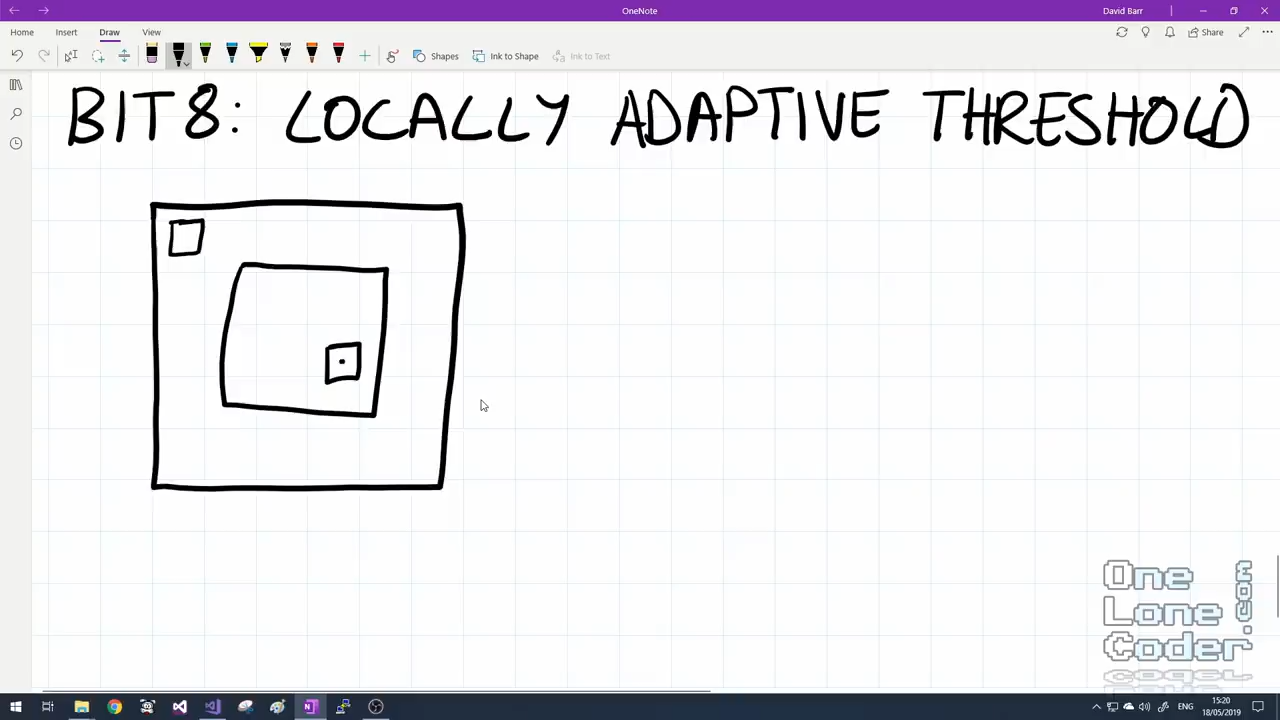 OneNote
David Barr
Home Insert Draw View
Share
Shapes Ink to Shape Ink to Text
BIT8: LOCALLY ADAPTIVE THRESHOLD
One
Lone
Coder
.com
ENG
15:20
18/05/2019